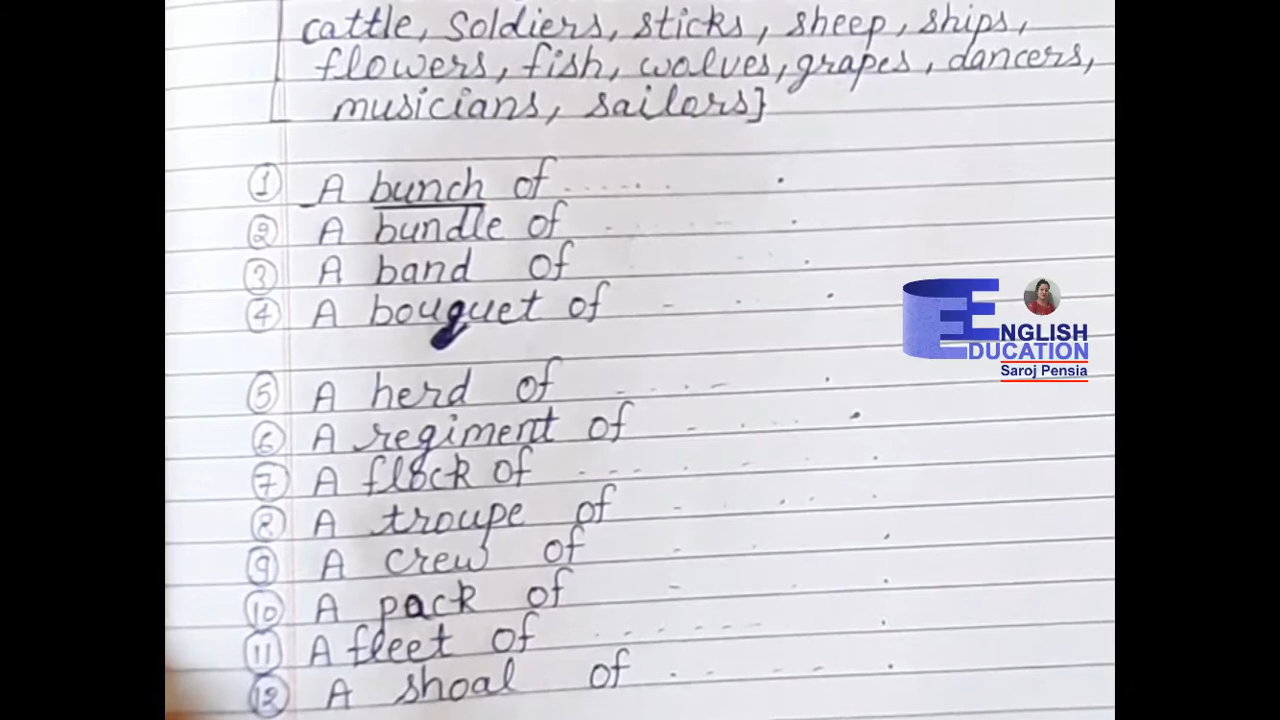 cattle, soldiers, sticks, sheep, ships,
flowers, fish, wolves, grapes, dancers,
musicians, sailors}
1 A bunch of ......
2 A bundle of
3 A band of
4 A bouquet of
ENGLISH
EDUCATION
Saroj Pensia
5 A herd of
6 A regiment of
7 A flock of
8 A troupe of
9 A crew of
10 A pack of
11 A fleet of
12 A shoal of